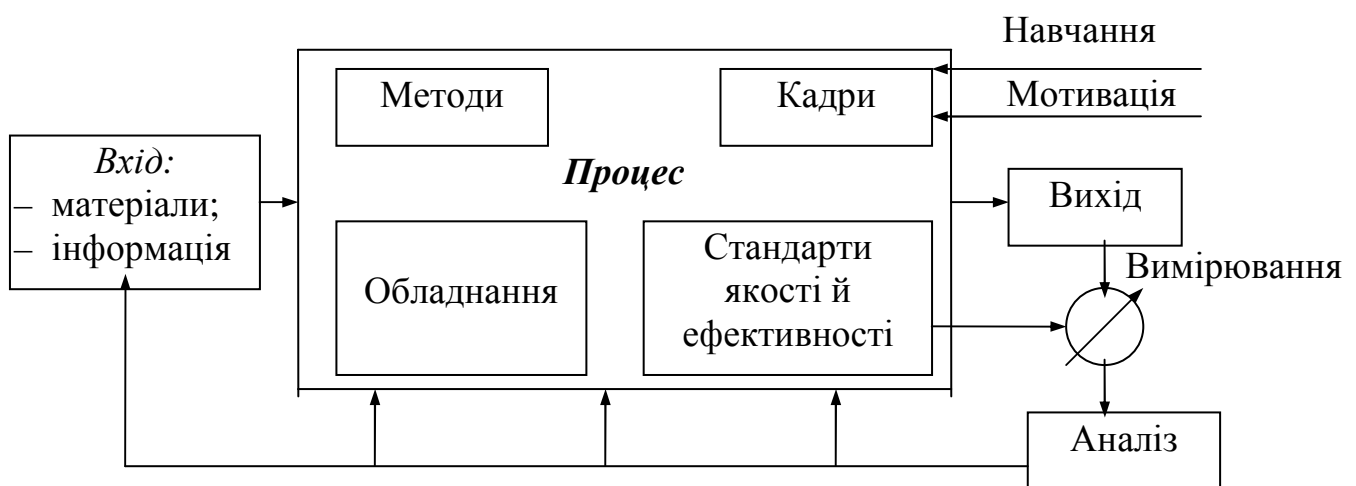 Навчання
Методи
Кадри
Мотивація
Вхід:
– матеріали;
– інформація
Процес
Вихід
Обладнання
Стандарти
якості й
ефективності
Вимірювання
Аналіз